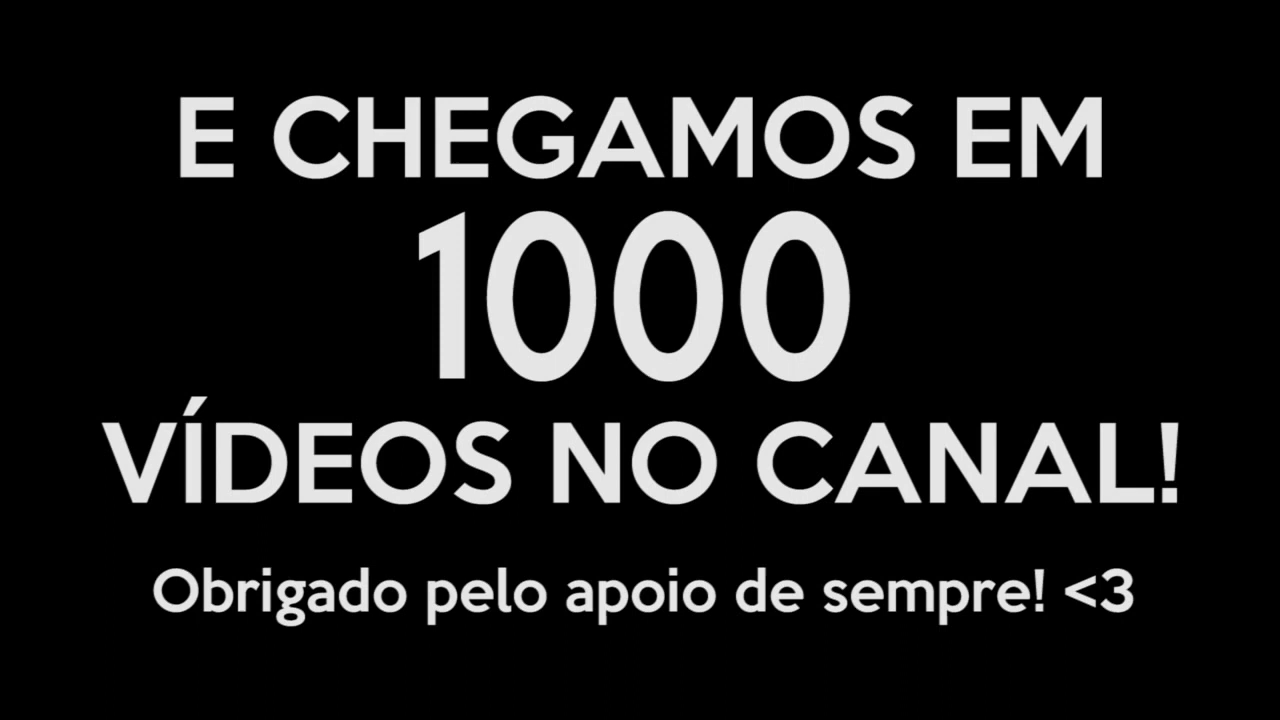 E CHEGAMOS EM
1000
VÍDEOS NO CANAL!
Obrigado pelo apoio de sempre! <3